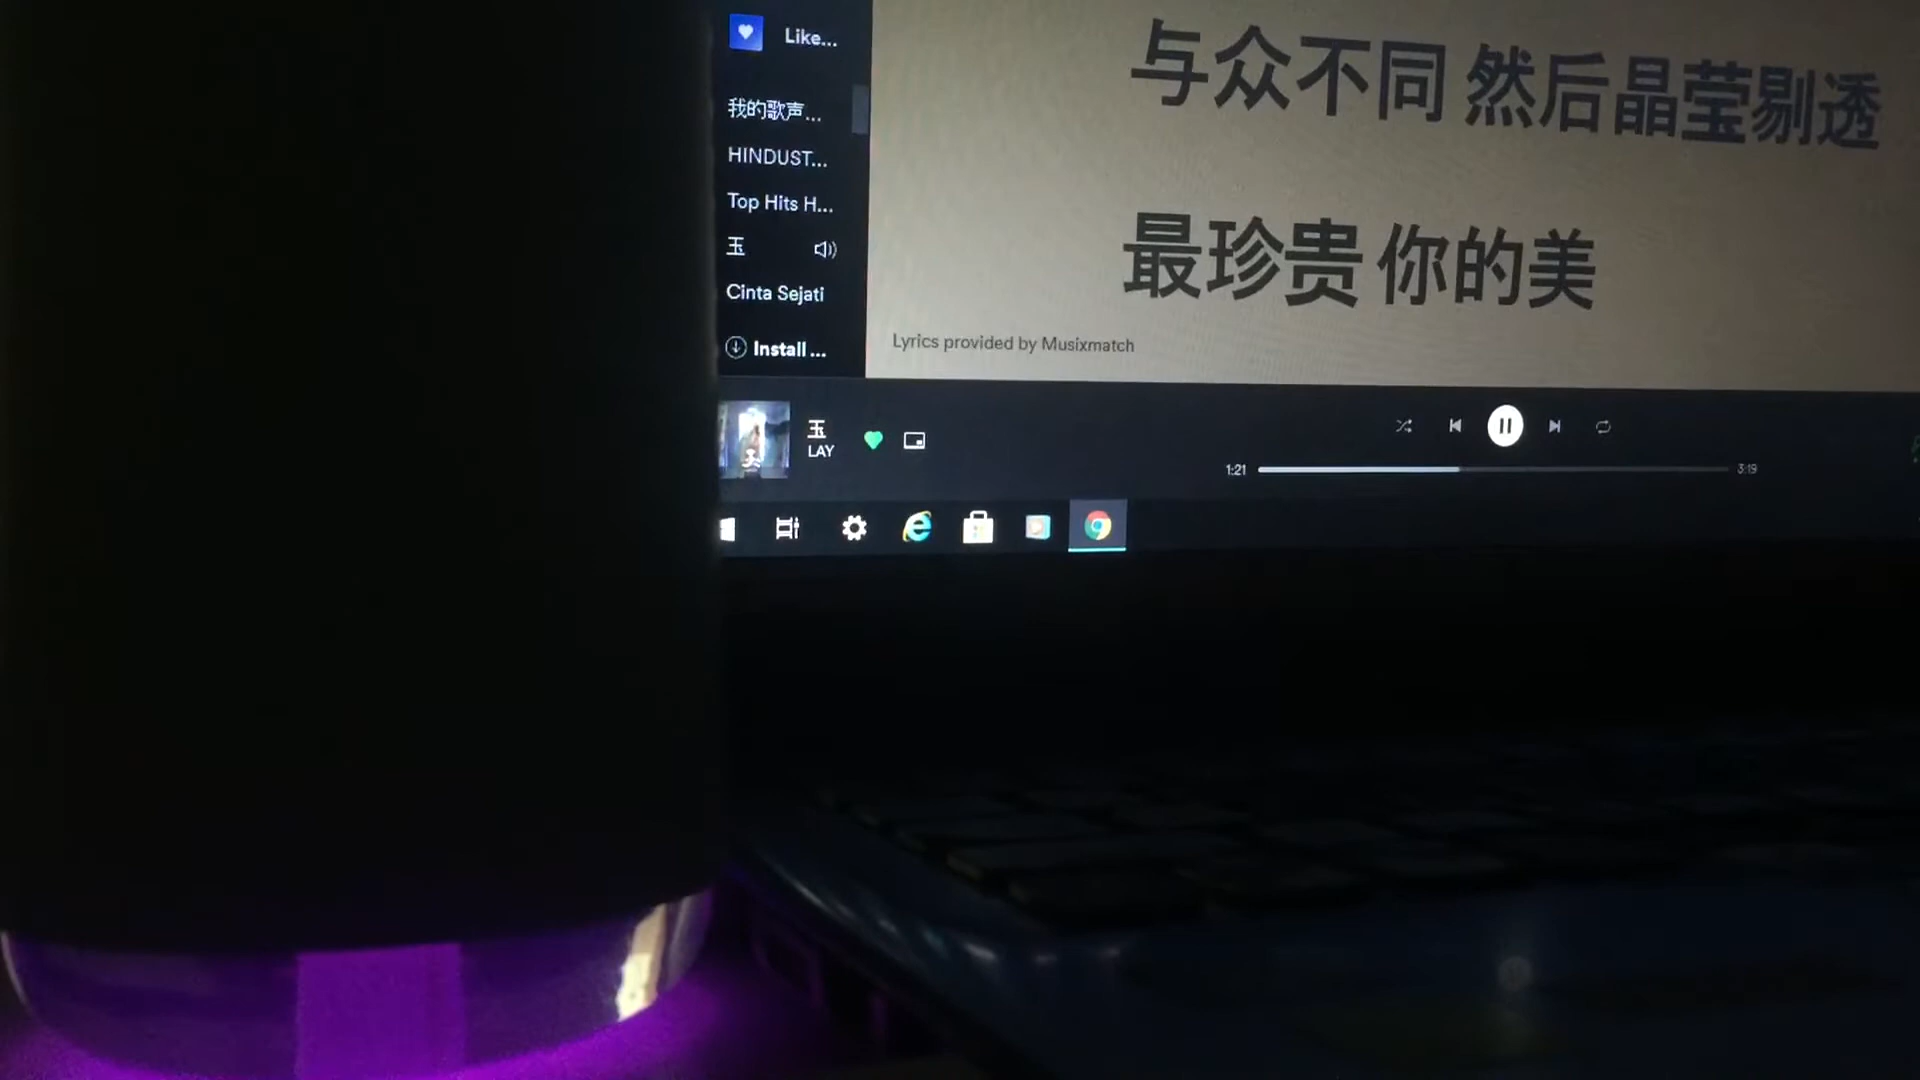 Like...
我的歌声...
HINDUST...
Top Hits H...
玉
Cinta Sejati
Install ...
与众不同 然后晶莹剔透
最珍贵 你的美
Lyrics provided by Musixmatch
玉
LAY
1:21
3:19